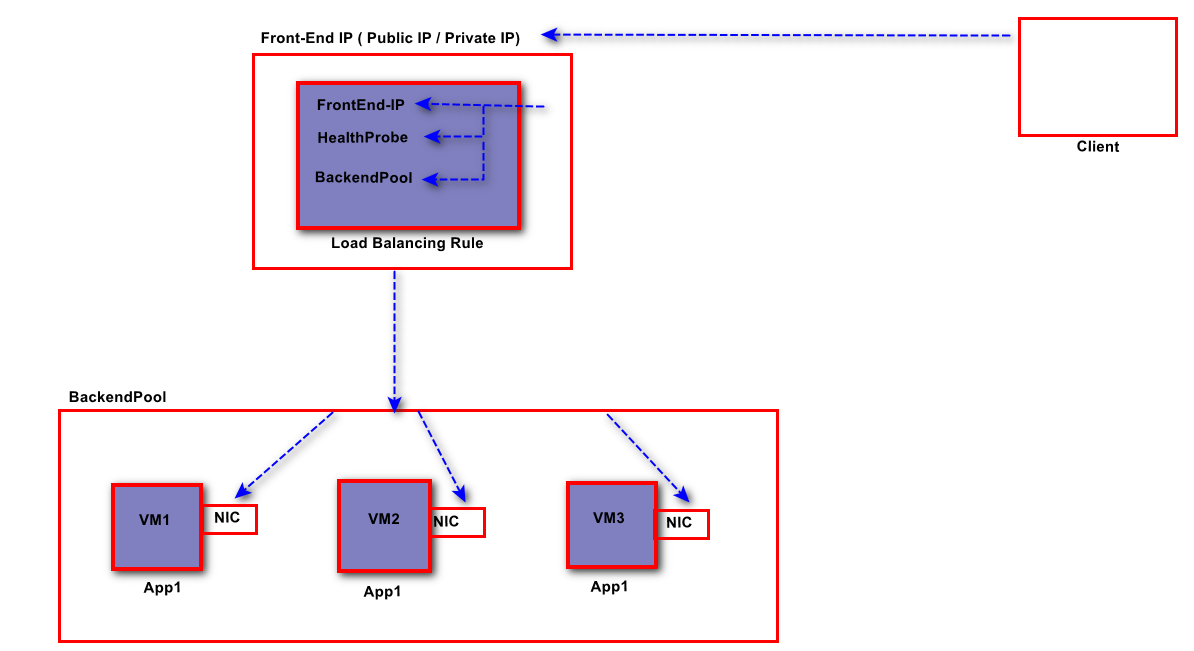 Front-End IP ( Public IP / Private IP)
FrontEnd-IP
HealthProbe
BackendPool
Load Balancing Rule
Client
BackendPool
VM1
NIC
VM2
NIC
VM3
NIC
App1
App1
App1